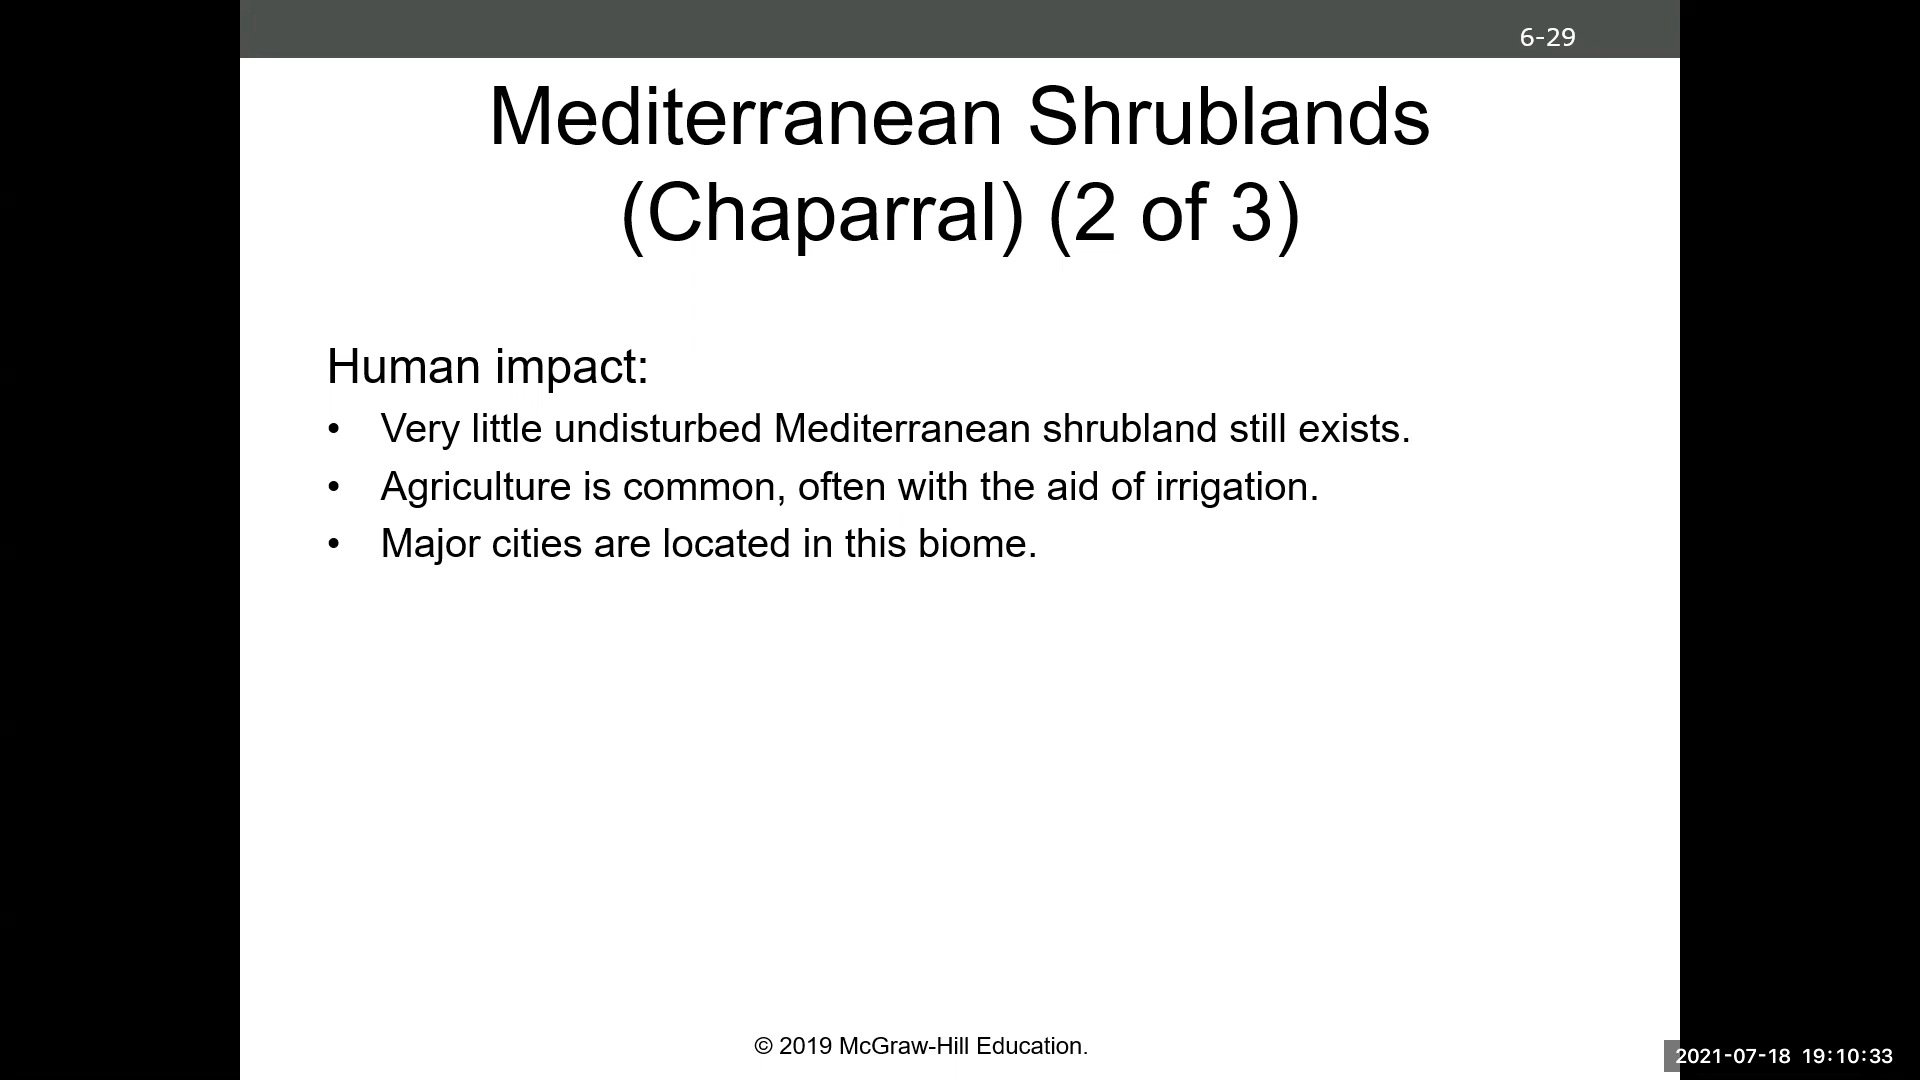 6-29
Mediterranean Shrublands
(Chaparral) (2 of 3)
Human impact:
• Very little undisturbed Mediterranean shrubland still exists.
• Agriculture is common, often with the aid of irrigation.
• Major cities are located in this biome.
© 2019 McGraw-Hill Education.
2021-07-18 19:10:33